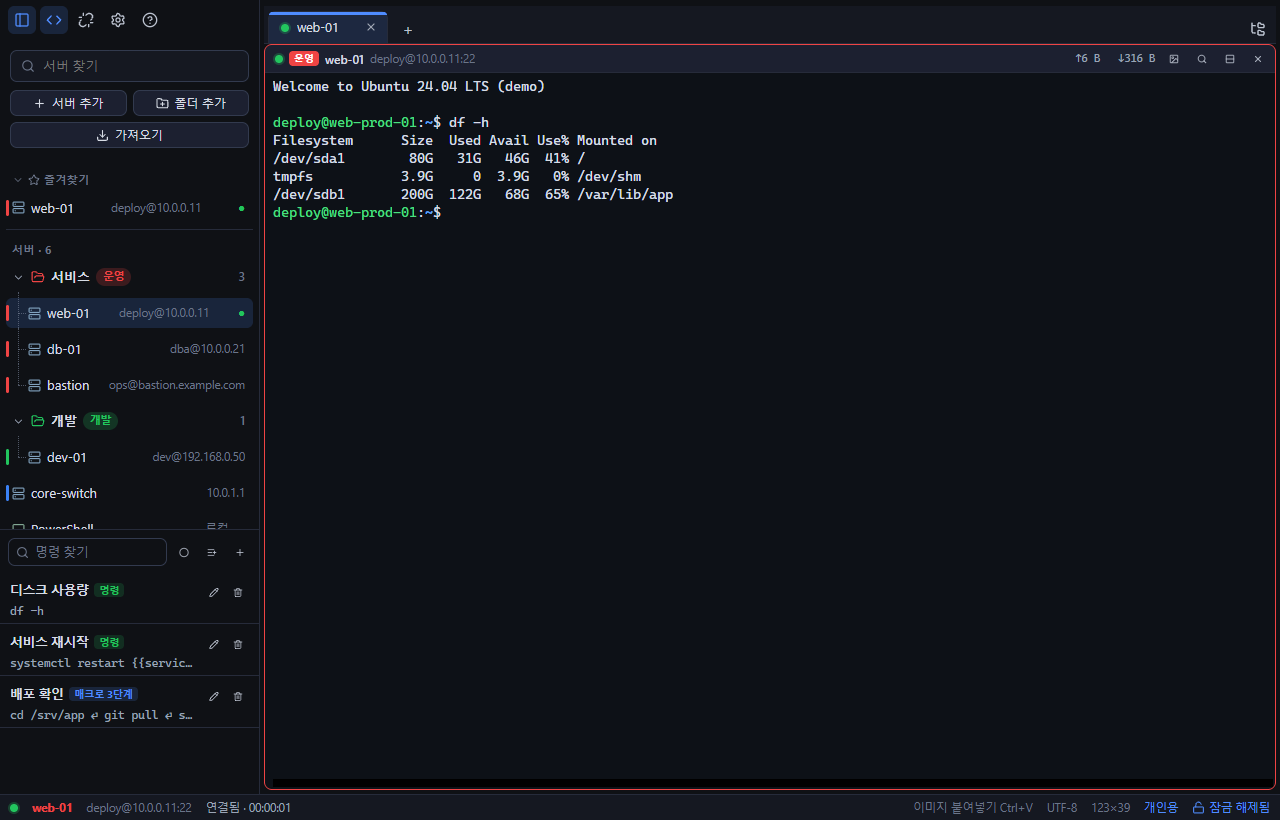 web-01
서버 찾기
서버 추가
폴더 추가
가져오기
즐겨찾기
web-01 deploy@10.0.0.11
서버 · 6
서비스 운영 3
web-01 deploy@10.0.0.11
db-01 dba@10.0.0.21
bastion ops@bastion.example.com
개발 개발 1
dev-01 dev@192.168.0.50
core-switch 10.0.1.1
PowerShell 로컬
명령 찾기
디스크 사용량 명령
df -h
서비스 재시작 명령
systemctl restart {{servic…
배포 확인 매크로 3단계
cd /srv/app ⏎ git pull ⏎ s…
운영 web-01 deploy@10.0.0.11:22 ↑6 B ↓316 B
Welcome to Ubuntu 24.04 LTS (demo)
deploy@web-prod-01:~$ df -h
Filesystem Size Used Avail Use% Mounted on
/dev/sda1 80G 31G 46G 41% /
tmpfs 3.9G 0 3.9G 0% /dev/shm
/dev/sdb1 200G 122G 68G 65% /var/lib/app
deploy@web-prod-01:~$
web-01 deploy@10.0.0.11:22 연결됨 · 00:00:01 이미지 붙여넣기 Ctrl+V UTF-8 123×39 개인용 잠금 해제됨